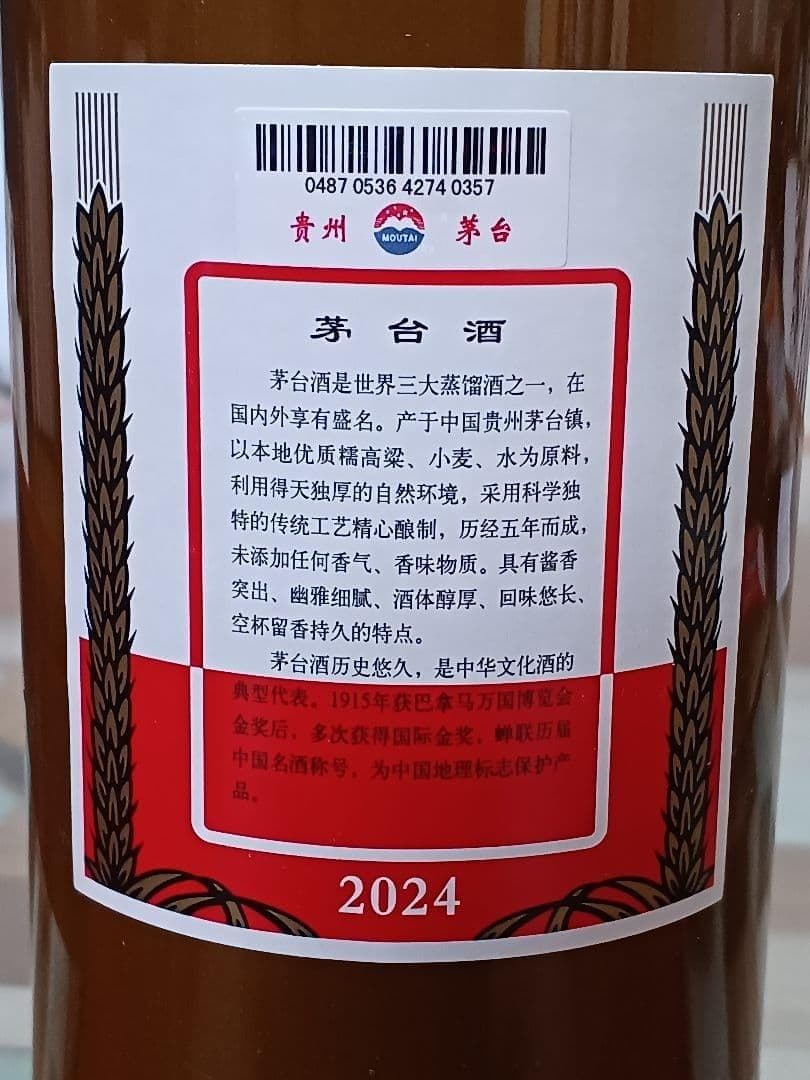 0487 0536 4274 0357
贵州 MOUTAI 茅台
茅台酒
茅台酒是世界三大蒸馏酒之一，在
国内外享有盛名。产于中国贵州茅台镇，
以本地优质糯高粱、小麦、水为原料，
利用得天独厚的自然环境，采用科学独
特的传统工艺精心酿制，历经五年而成，
未添加任何香气、香味物质。具有酱香
突出、幽雅细腻、酒体醇厚、回味悠长、
空杯留香持久的特点。
茅台酒历史悠久，是中华文化酒的
典型代表。1915年获巴拿马万国博览会
金奖后，多次获得国际金奖，蝉联历届
中国名酒称号，为中国地理标志保护产
品。
2024